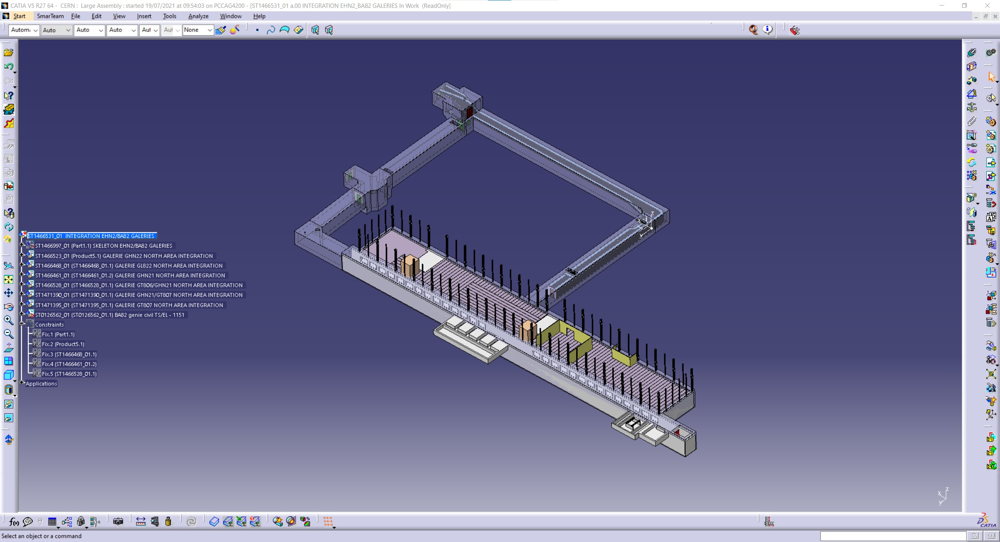 CATIA V5 R27 64 - CERN : Large Assembly : started 19/07/2021 at 09:54:03 on PCCAG4200 - [ST1466531_01 a.00 INTEGRATION EHN2_BA82 GALERIES In Work (ReadOnly]
Start SmarTeam File Edit View Insert Tools Analyze Window Help
Auto Auto Auto None
ST1466531_01 INTEGRATION EHN2/BA82 GALERIES
ST1466997_01 (Part1.1) SKELETON EHN2/BA82 GALERIES
ST1466523_01 (Product5.1) GALERIE GHN22 NORTH AREA INTEGRATION
ST1466468_01 (ST1466468_01.1) GALERIE GL822 NORTH AREA INTEGRATION
ST1466461_01 (ST1466461_01.2) GALERIE GHN21 NORTH AREA INTEGRATION
ST1466528_01 (ST1466528_01.1) GALERIE GT806/GHN21 NORTH AREA INTEGRATION
ST1471390_01 (ST1471390_01.1) GALERIE GHN21/GT807 NORTH AREA INTEGRATION
ST1471395_01 (ST1471395_01.1) GALERIE GT807 NORTH AREA INTEGRATION
ST0126562_01 (ST0126562_01.1) BA82 genie civil TS/EL - 1151
Constraints
Fix.1 (Part1.1)
Fix.2 (Product5.1)
Fix.3 (ST1466468_01.1)
Fix.4 (ST1466461_01.2)
Fix.5 (ST1466528_01.1)
Applications
z
y
z
x
y
f(x)
CATIA
Select an object or a command